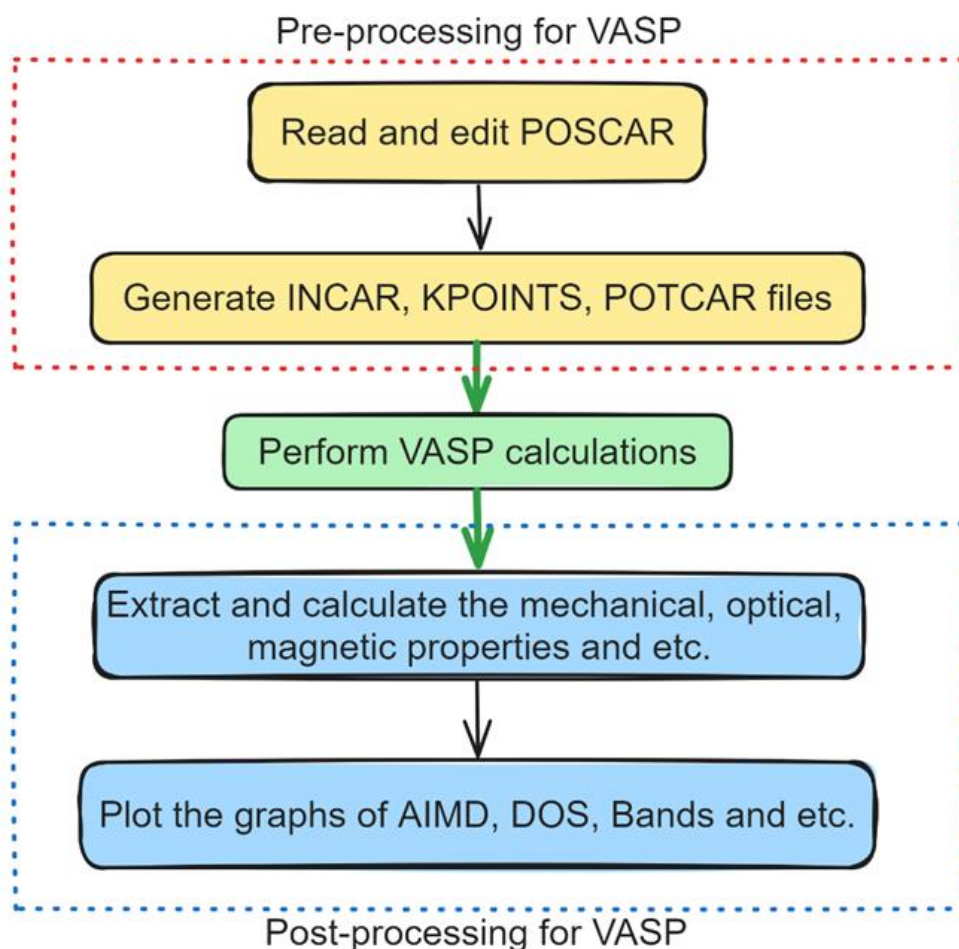 Pre-processing for VASP
Read and edit POSCAR
Generate INCAR, KPOINTS, POTCAR files
Perform VASP calculations
Extract and calculate the mechanical, optical,
magnetic properties and etc.
Plot the graphs of AIMD, DOS, Bands and etc.
Post-processing for VASP